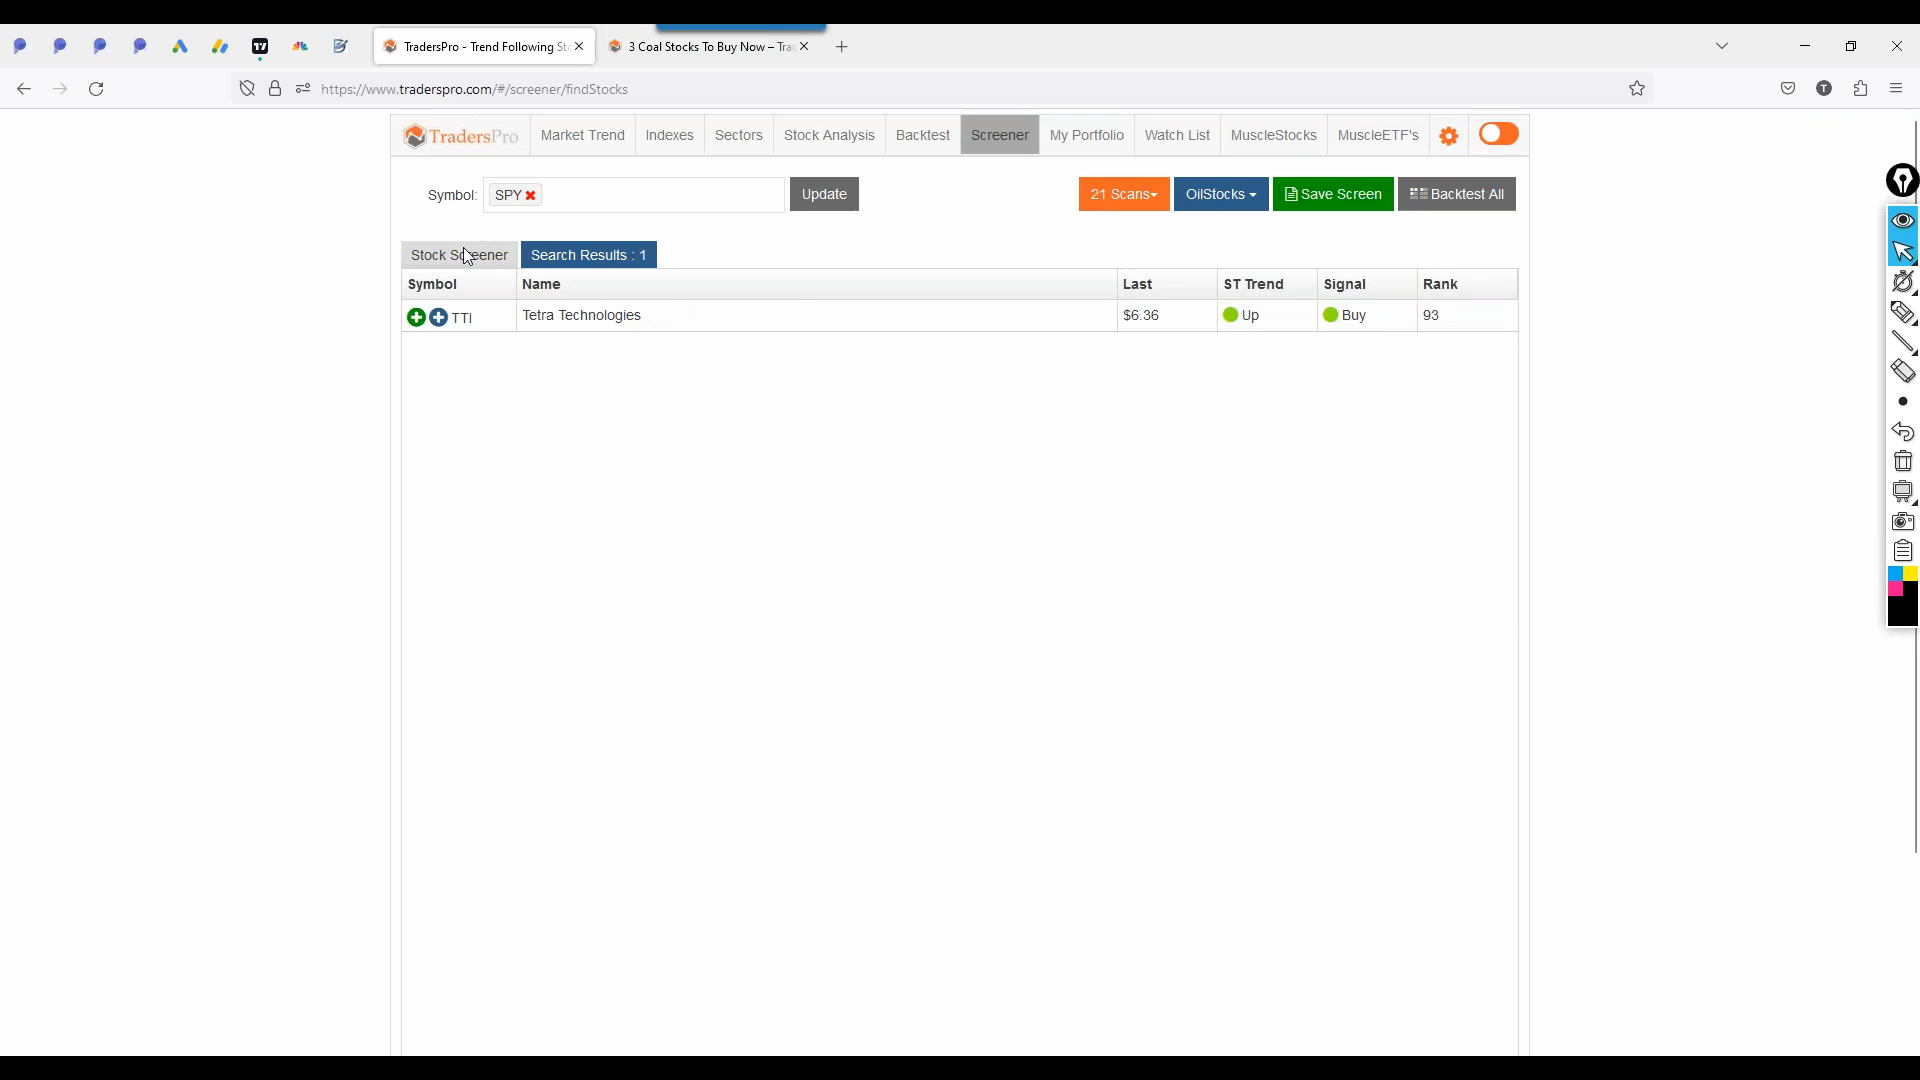 TradersPro - Trend Following St
3 Coal Stocks To Buy Now – Trad
https://www.traderspro.com/#/screener/findStocks
T
TradersPro
Market Trend
Indexes
Sectors
Stock Analysis
Backtest
Screener
My Portfolio
Watch List
MuscleStocks
MuscleETF's
Symbol:
SPY
Update
21 Scans
OilStocks
Save Screen
Backtest All
Stock Screener
Search Results : 1
Symbol Name Last ST Trend Signal Rank
TTI Tetra Technologies $6.36 Up Buy 93